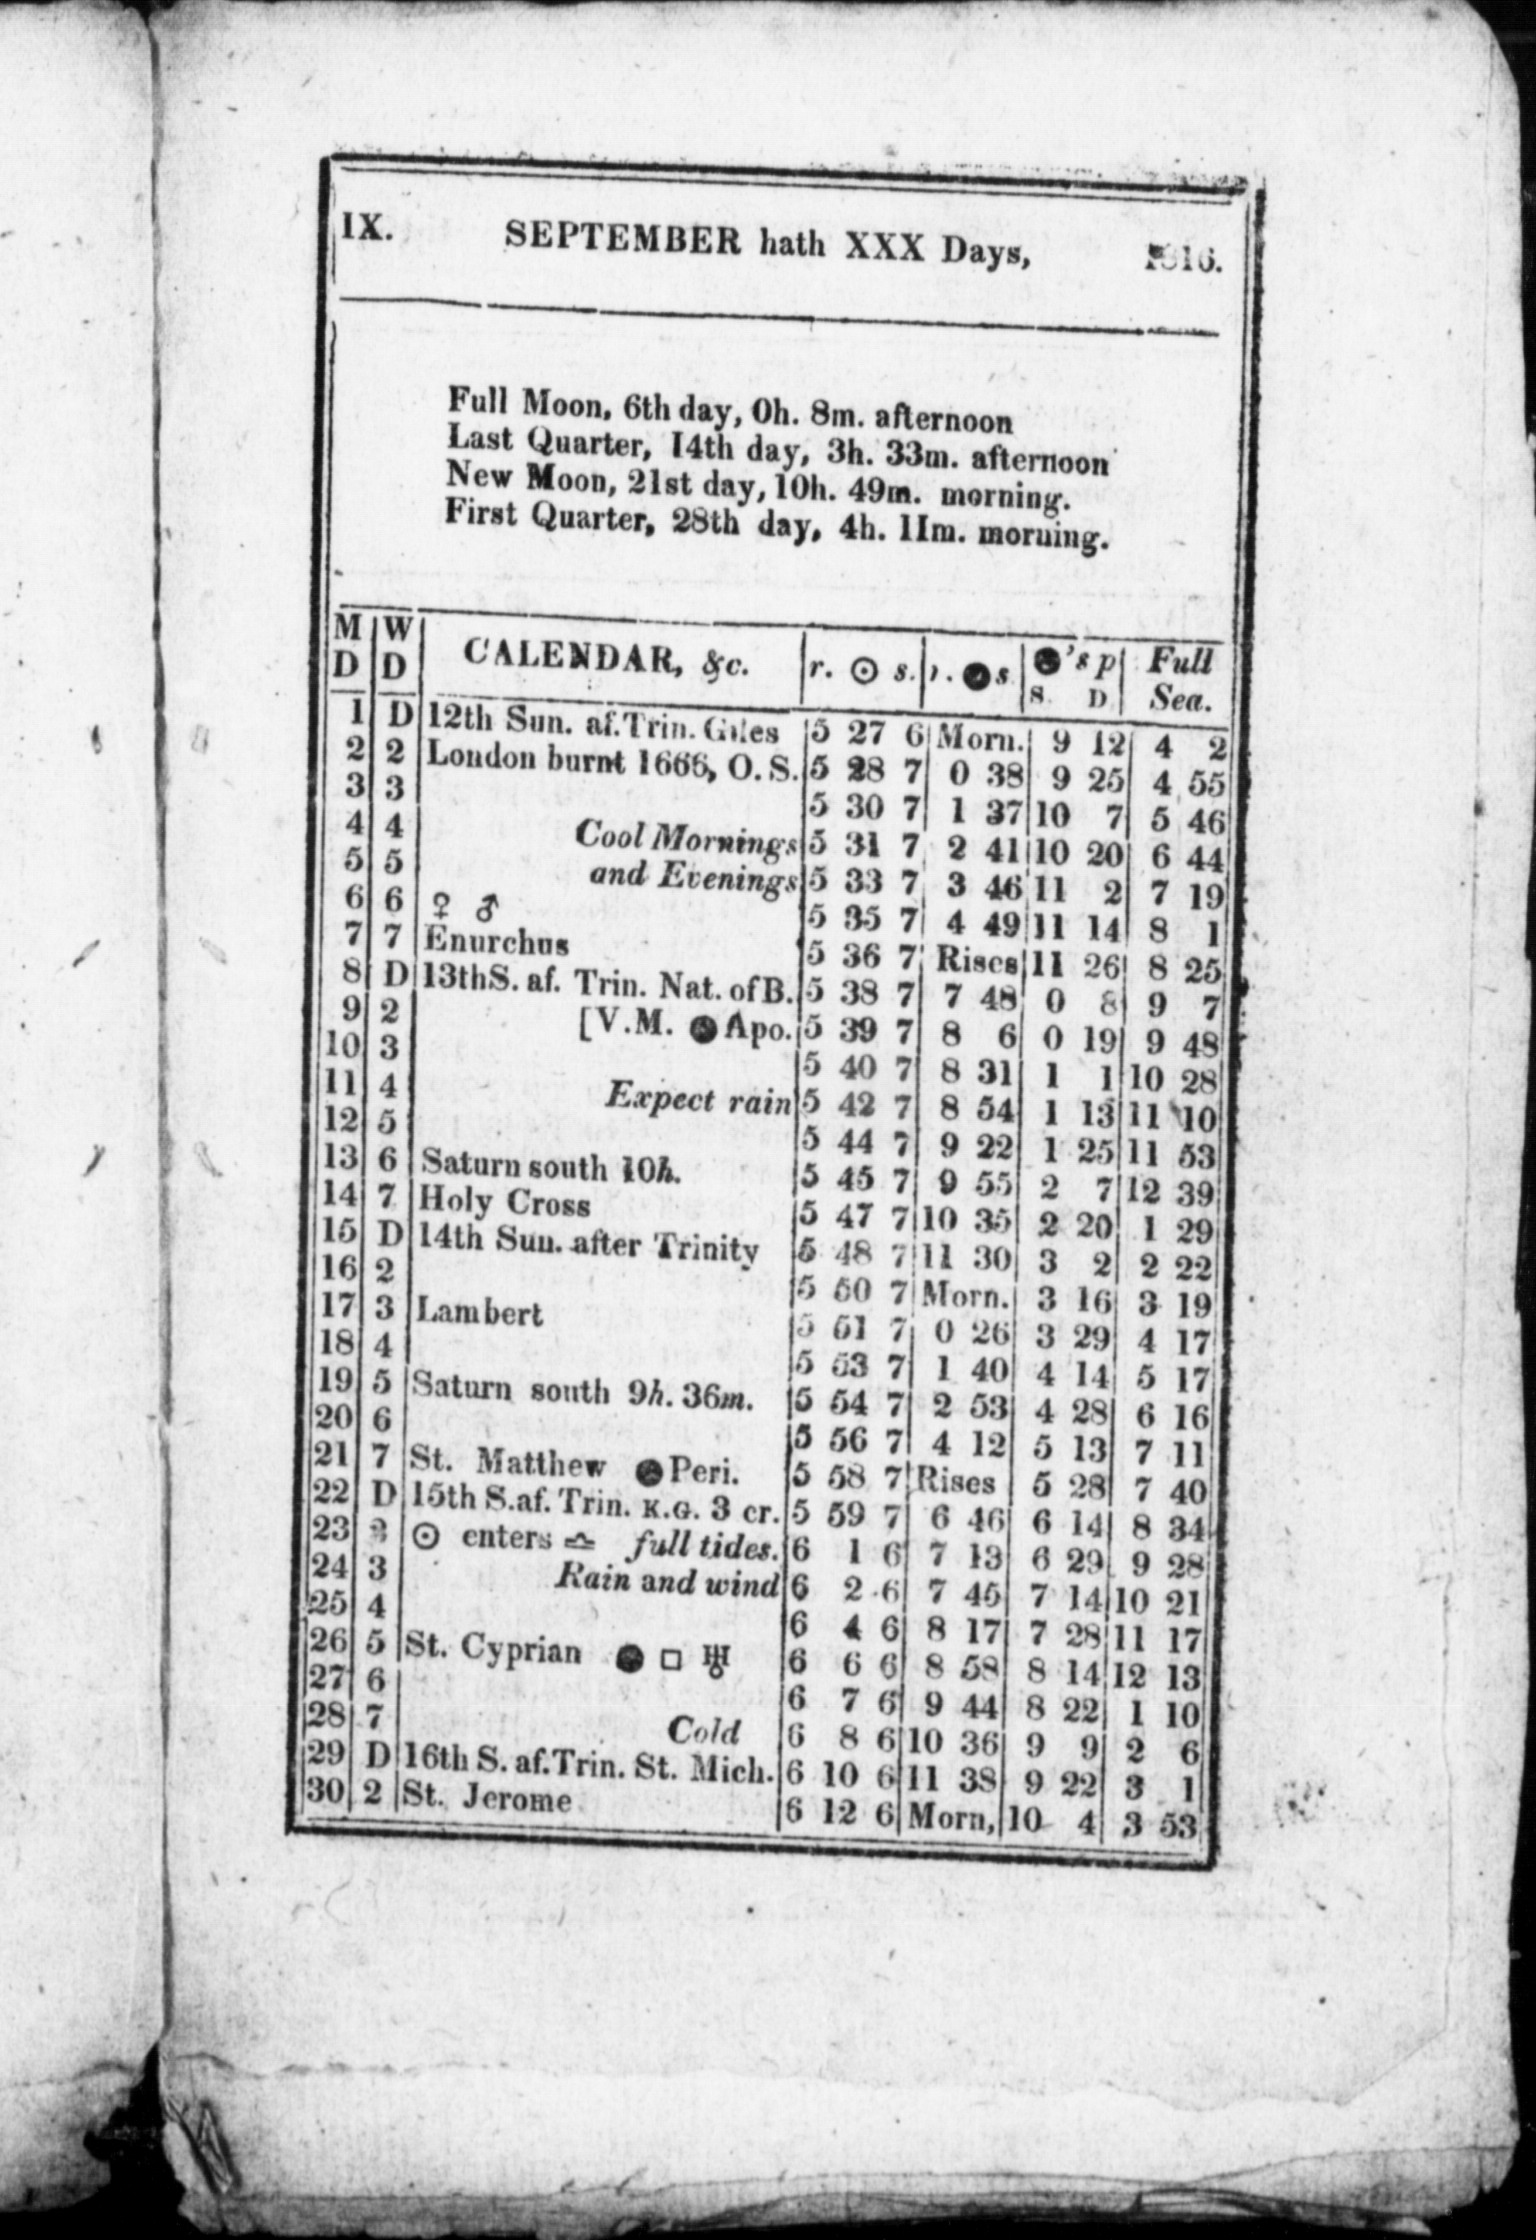 IX. SEPTEMBER hath XXX Days, 1816.
Full Moon, 6th day, 0h. 8m. afternoon
Last Quarter, 14th day, 3h. 33m. afternoon
New Moon, 21st day, 10h. 49m. morning.
First Quarter, 28th day, 4h. 11m. morning.
M D W D CALENDAR, &c. r. ☉ s. r. ● s ●'s p S. D Full Sea.
1 D 12th Sun. af. Trin. Giles 5 27 6 Morn. 9 12 4 2
2 2 London burnt 1666, O. S. 5 28 7 0 38 9 25 4 55
3 3 5 30 7 1 37 10 7 5 46
4 4 Cool Mornings 5 31 7 2 41 10 20 6 44
5 5 and Evenings 5 33 7 3 46 11 2 7 19
6 6 ♀ ♂ 5 35 7 4 49 11 14 8 1
7 7 Enurchus 5 36 7 Rises 11 26 8 25
8 D 13th S. af. Trin. Nat. of B. 5 38 7 7 48 0 8 9 7
9 2 [V.M. ● Apo. 5 39 7 8 6 0 19 9 48
10 3 5 40 7 8 31 1 1 10 28
11 4 Expect rain 5 42 7 8 54 1 13 11 10
12 5 5 44 7 9 22 1 25 11 53
13 6 Saturn south 10h. 5 45 7 9 55 2 7 12 39
14 7 Holy Cross 5 47 7 10 35 2 20 1 29
15 D 14th Sun. after Trinity 5 48 7 11 30 3 2 2 22
16 2 5 50 7 Morn. 3 16 3 19
17 3 Lambert 5 51 7 0 26 3 29 4 17
18 4 5 53 7 1 40 4 14 5 17
19 5 Saturn south 9h. 36m. 5 54 7 2 53 4 28 6 16
20 6 5 56 7 4 12 5 13 7 11
21 7 St. Matthew ● Peri. 5 58 7 Rises 5 28 7 40
22 D 15th S. af. Trin. K.G. 3 cr. 5 59 7 6 46 6 14 8 34
23 2 ☉ enters ♎ full tides. 6 1 6 7 13 6 29 9 28
24 3 Rain and wind 6 2 6 7 45 7 14 10 21
25 4 6 4 6 8 17 7 28 11 17
26 5 St. Cyprian ● □ ♅ 6 6 6 8 58 8 14 12 13
27 6 6 7 6 9 44 8 22 1 10
28 7 Cold 6 8 6 10 36 9 9 2 6
29 D 16th S. af. Trin. St. Mich. 6 10 6 11 38 9 22 3 1
30 2 St. Jerome 6 12 6 Morn, 10 4 3 53